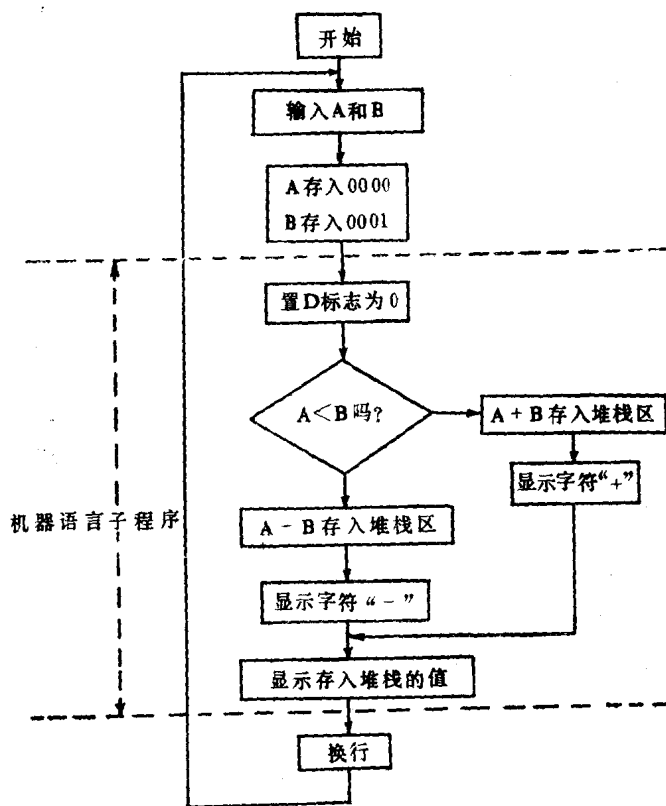 开始
输入A和B
A存入0000
B存入0001
置D标志为0
A<B吗?
A+B存入堆栈区
显示字符“+”
机器语言子程序
A-B存入堆栈区
显示字符“-”
显示存入堆栈的值
换行